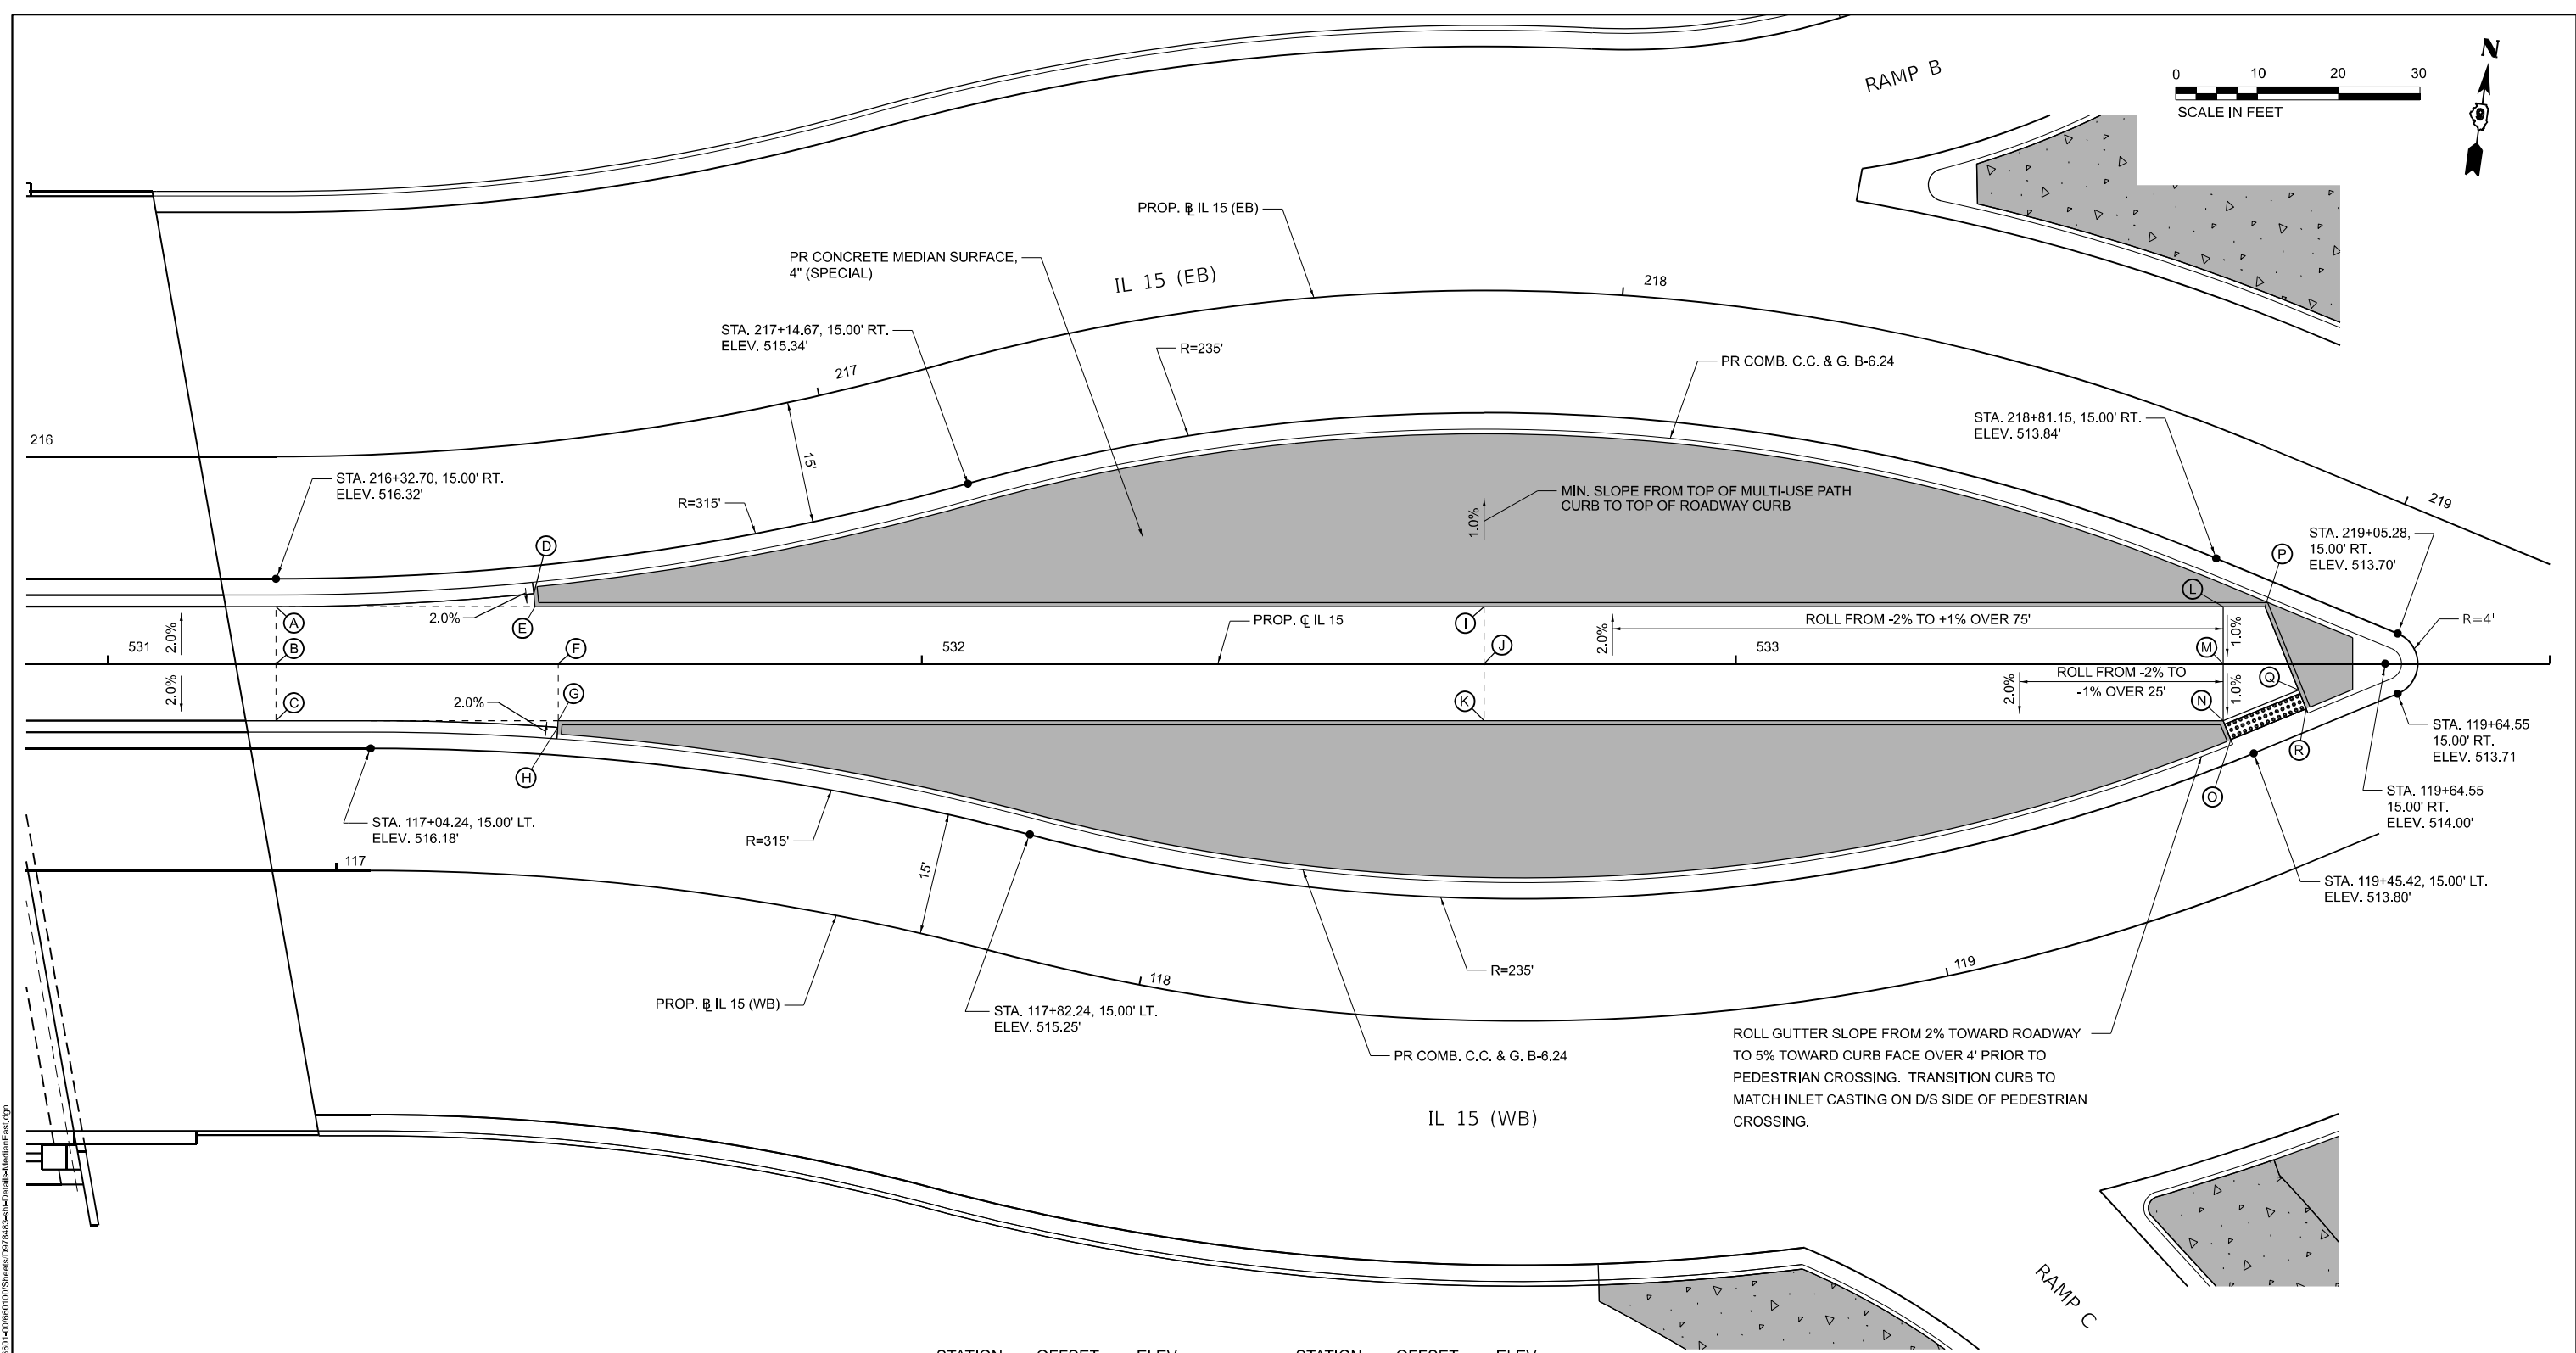 RAMP B
N
0 10 20 30
SCALE IN FEET
PROP. ⅊ IL 15 (EB)
PR CONCRETE MEDIAN SURFACE,
4" (SPECIAL)
IL 15 (EB)
218
STA. 217+14.67, 15.00' RT.
ELEV. 515.34'
R=235'
217
PR COMB. C.C. & G. B-6.24
STA. 218+81.15, 15.00' RT.
ELEV. 513.84'
216
15'
STA. 216+32.70, 15.00' RT.
ELEV. 516.32'
R=315'
MIN. SLOPE FROM TOP OF MULTI-USE PATH
CURB TO TOP OF ROADWAY CURB
1.0%
219
STA. 219+05.28,
15.00' RT.
ELEV. 513.70'
D
P
L
A
2.0%
E
I
PROP. ℄ IL 15
ROLL FROM -2% TO +1% OVER 75'
2.0%
1.0%
R=4'
2.0%
531
B
F
532
J
533
M
2.0%
C
G
2.0%
K
2.0%
ROLL FROM -2% TO
-1% OVER 25'
1.0%
Q
N
H
O
R
STA. 119+64.55
15.00' RT.
ELEV. 513.71
STA. 119+64.55
15.00' RT.
ELEV. 514.00'
STA. 117+04.24, 15.00' LT.
ELEV. 516.18'
R=315'
15'
117
STA. 119+45.42, 15.00' LT.
ELEV. 513.80'
118
119
R=235'
PROP. ⅊ IL 15 (WB)
STA. 117+82.24, 15.00' LT.
ELEV. 515.25'
PR COMB. C.C. & G. B-6.24
ROLL GUTTER SLOPE FROM 2% TOWARD ROADWAY
TO 5% TOWARD CURB FACE OVER 4' PRIOR TO
PEDESTRIAN CROSSING. TRANSITION CURB TO
MATCH INLET CASTING ON D/S SIDE OF PEDESTRIAN
CROSSING.
IL 15 (WB)
RAMP C
STATION OFFSET ELEV. STATION OFFSET ELEV.